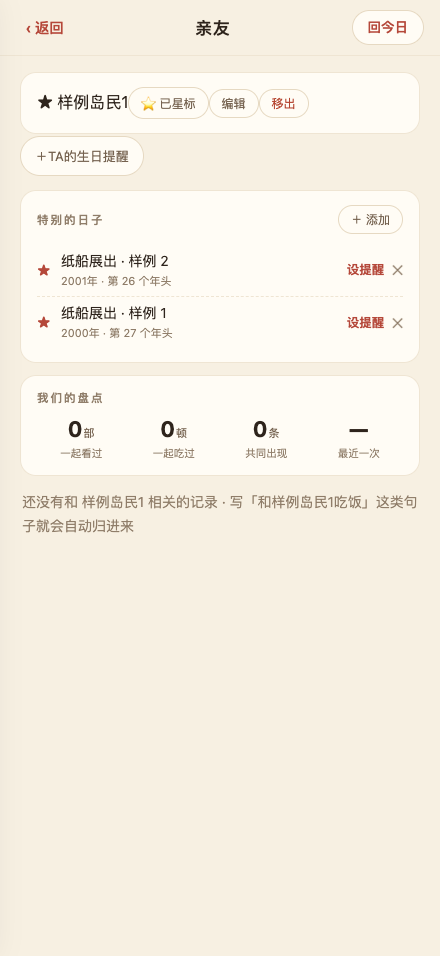 ‹ 返回
亲友
回今日
★ 样例岛民1
⭐ 已星标
编辑
移出
＋TA的生日提醒
特别的日子
＋ 添加
★ 纸船展出 · 样例 2
2001年 · 第 26 个年头
设提醒 ×
★ 纸船展出 · 样例 1
2000年 · 第 27 个年头
设提醒 ×
我们的盘点
0部
0顿
0条
—
一起看过
一起吃过
共同出现
最近一次
还没有和 样例岛民1 相关的记录 · 写「和样例岛民1吃饭」这类句
子就会自动归进来